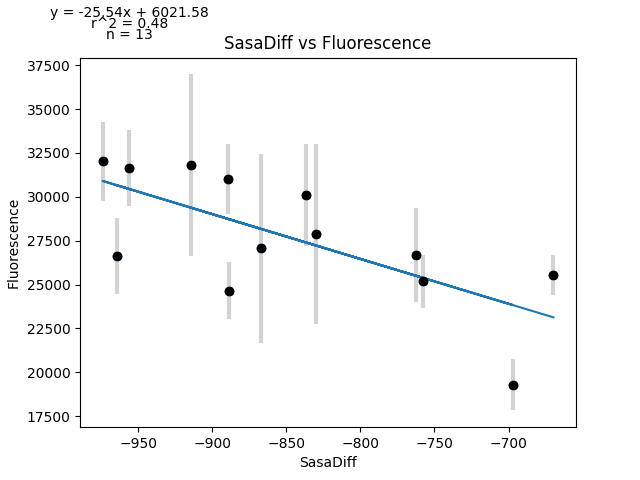 y = -25.54x + 6021.58
r^2 = 0.48
n = 13
SasaDiff vs Fluorescence
37500
35000
32500
30000
27500
25000
22500
20000
17500
Fluorescence
−950
−900
−850
−800
−750
−700
SasaDiff